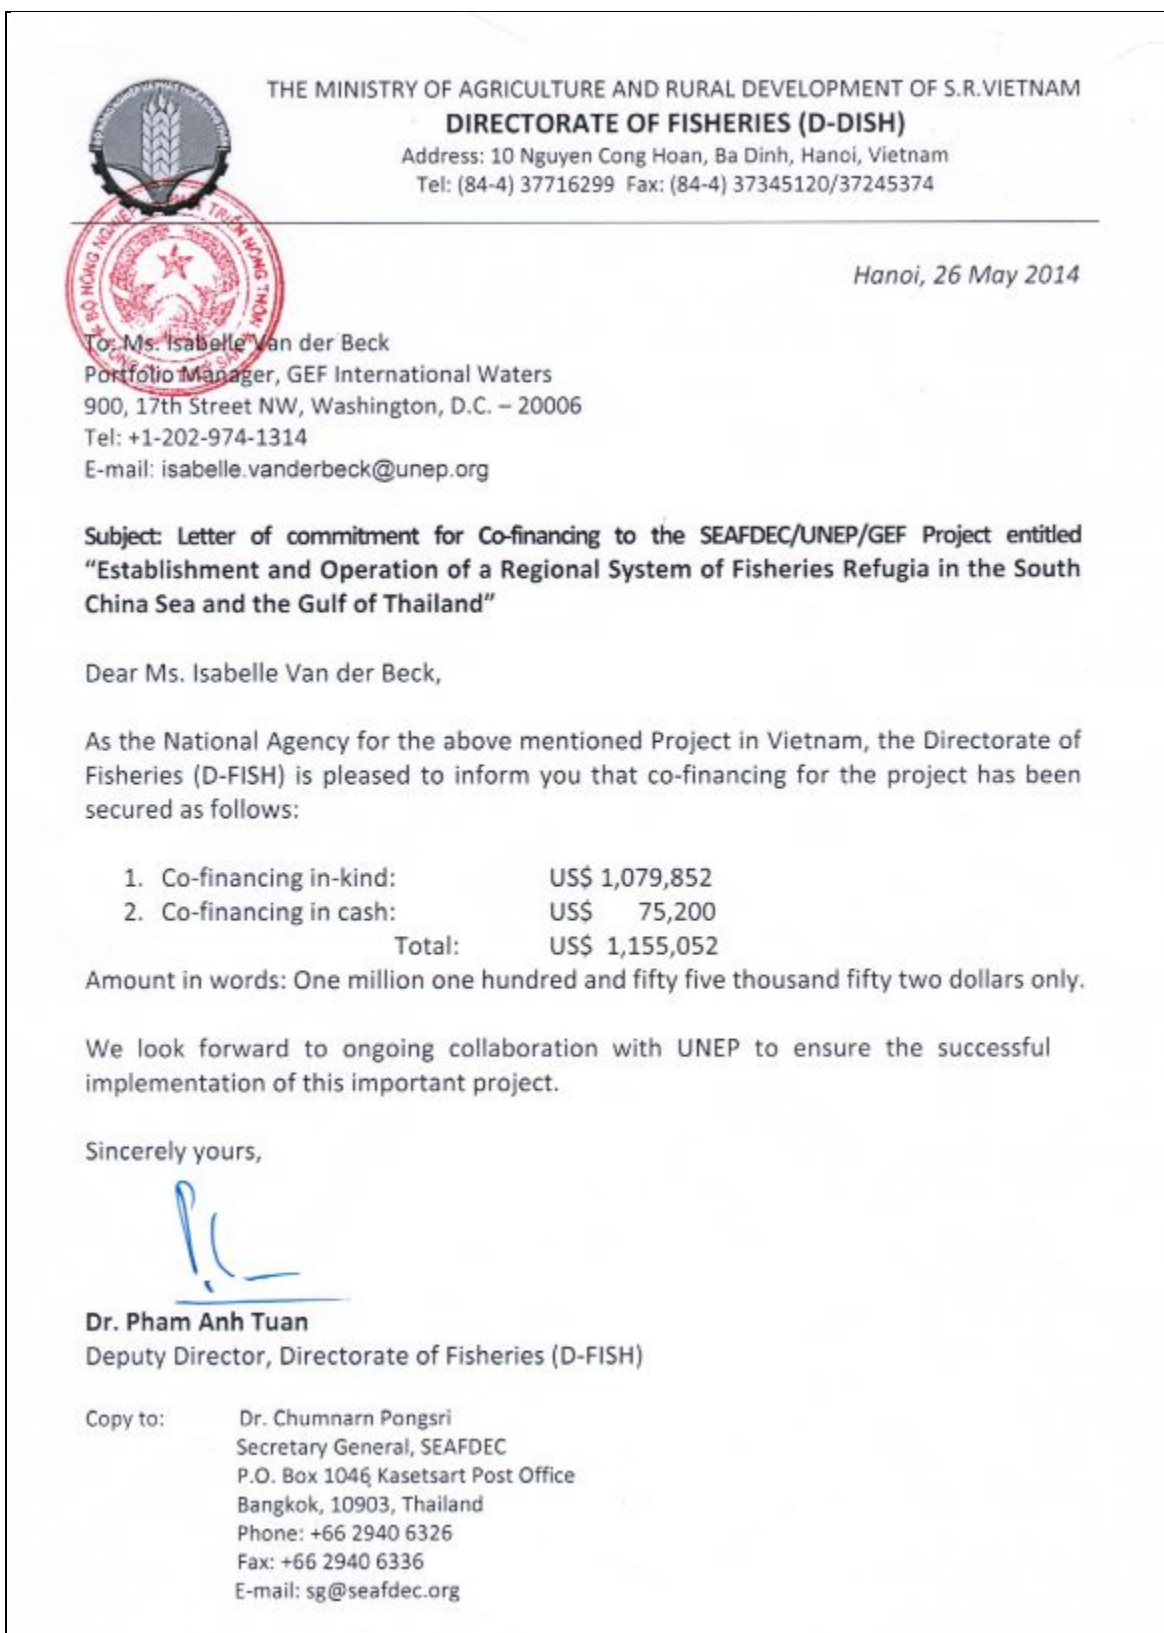 THE MINISTRY OF AGRICULTURE AND RURAL DEVELOPMENT OF S.R.VIETNAM
DIRECTORATE OF FISHERIES (D-DISH)
Address: 10 Nguyen Cong Hoan, Ba Dinh, Hanoi, Vietnam
Tel: (84-4) 37716299 Fax: (84-4) 37345120/37245374
BỘ NÔNG NGHIỆP TRIỂN NÔNG THÔN
Hanoi, 26 May 2014
To: Ms. Isabelle Van der Beck
Portfolio Manager, GEF International Waters
900, 17th Street NW, Washington, D.C. – 20006
Tel: +1-202-974-1314
E-mail: isabelle.vanderbeck@unep.org
Subject: Letter of commitment for Co-financing to the SEAFDEC/UNEP/GEF Project entitled
“Establishment and Operation of a Regional System of Fisheries Refugia in the South
China Sea and the Gulf of Thailand”
Dear Ms. Isabelle Van der Beck,
As the National Agency for the above mentioned Project in Vietnam, the Directorate of
Fisheries (D-FISH) is pleased to inform you that co-financing for the project has been
secured as follows:
1. Co-financing in-kind: US$ 1,079,852
2. Co-financing in cash: US$ 75,200
Total: US$ 1,155,052
Amount in words: One million one hundred and fifty five thousand fifty two dollars only.
We look forward to ongoing collaboration with UNEP to ensure the successful
implementation of this important project.
Sincerely yours,
Dr. Pham Anh Tuan
Deputy Director, Directorate of Fisheries (D-FISH)
Copy to: Dr. Chumnarn Pongsri
Secretary General, SEAFDEC
P.O. Box 1046 Kasetsart Post Office
Bangkok, 10903, Thailand
Phone: +66 2940 6326
Fax: +66 2940 6336
E-mail: sg@seafdec.org